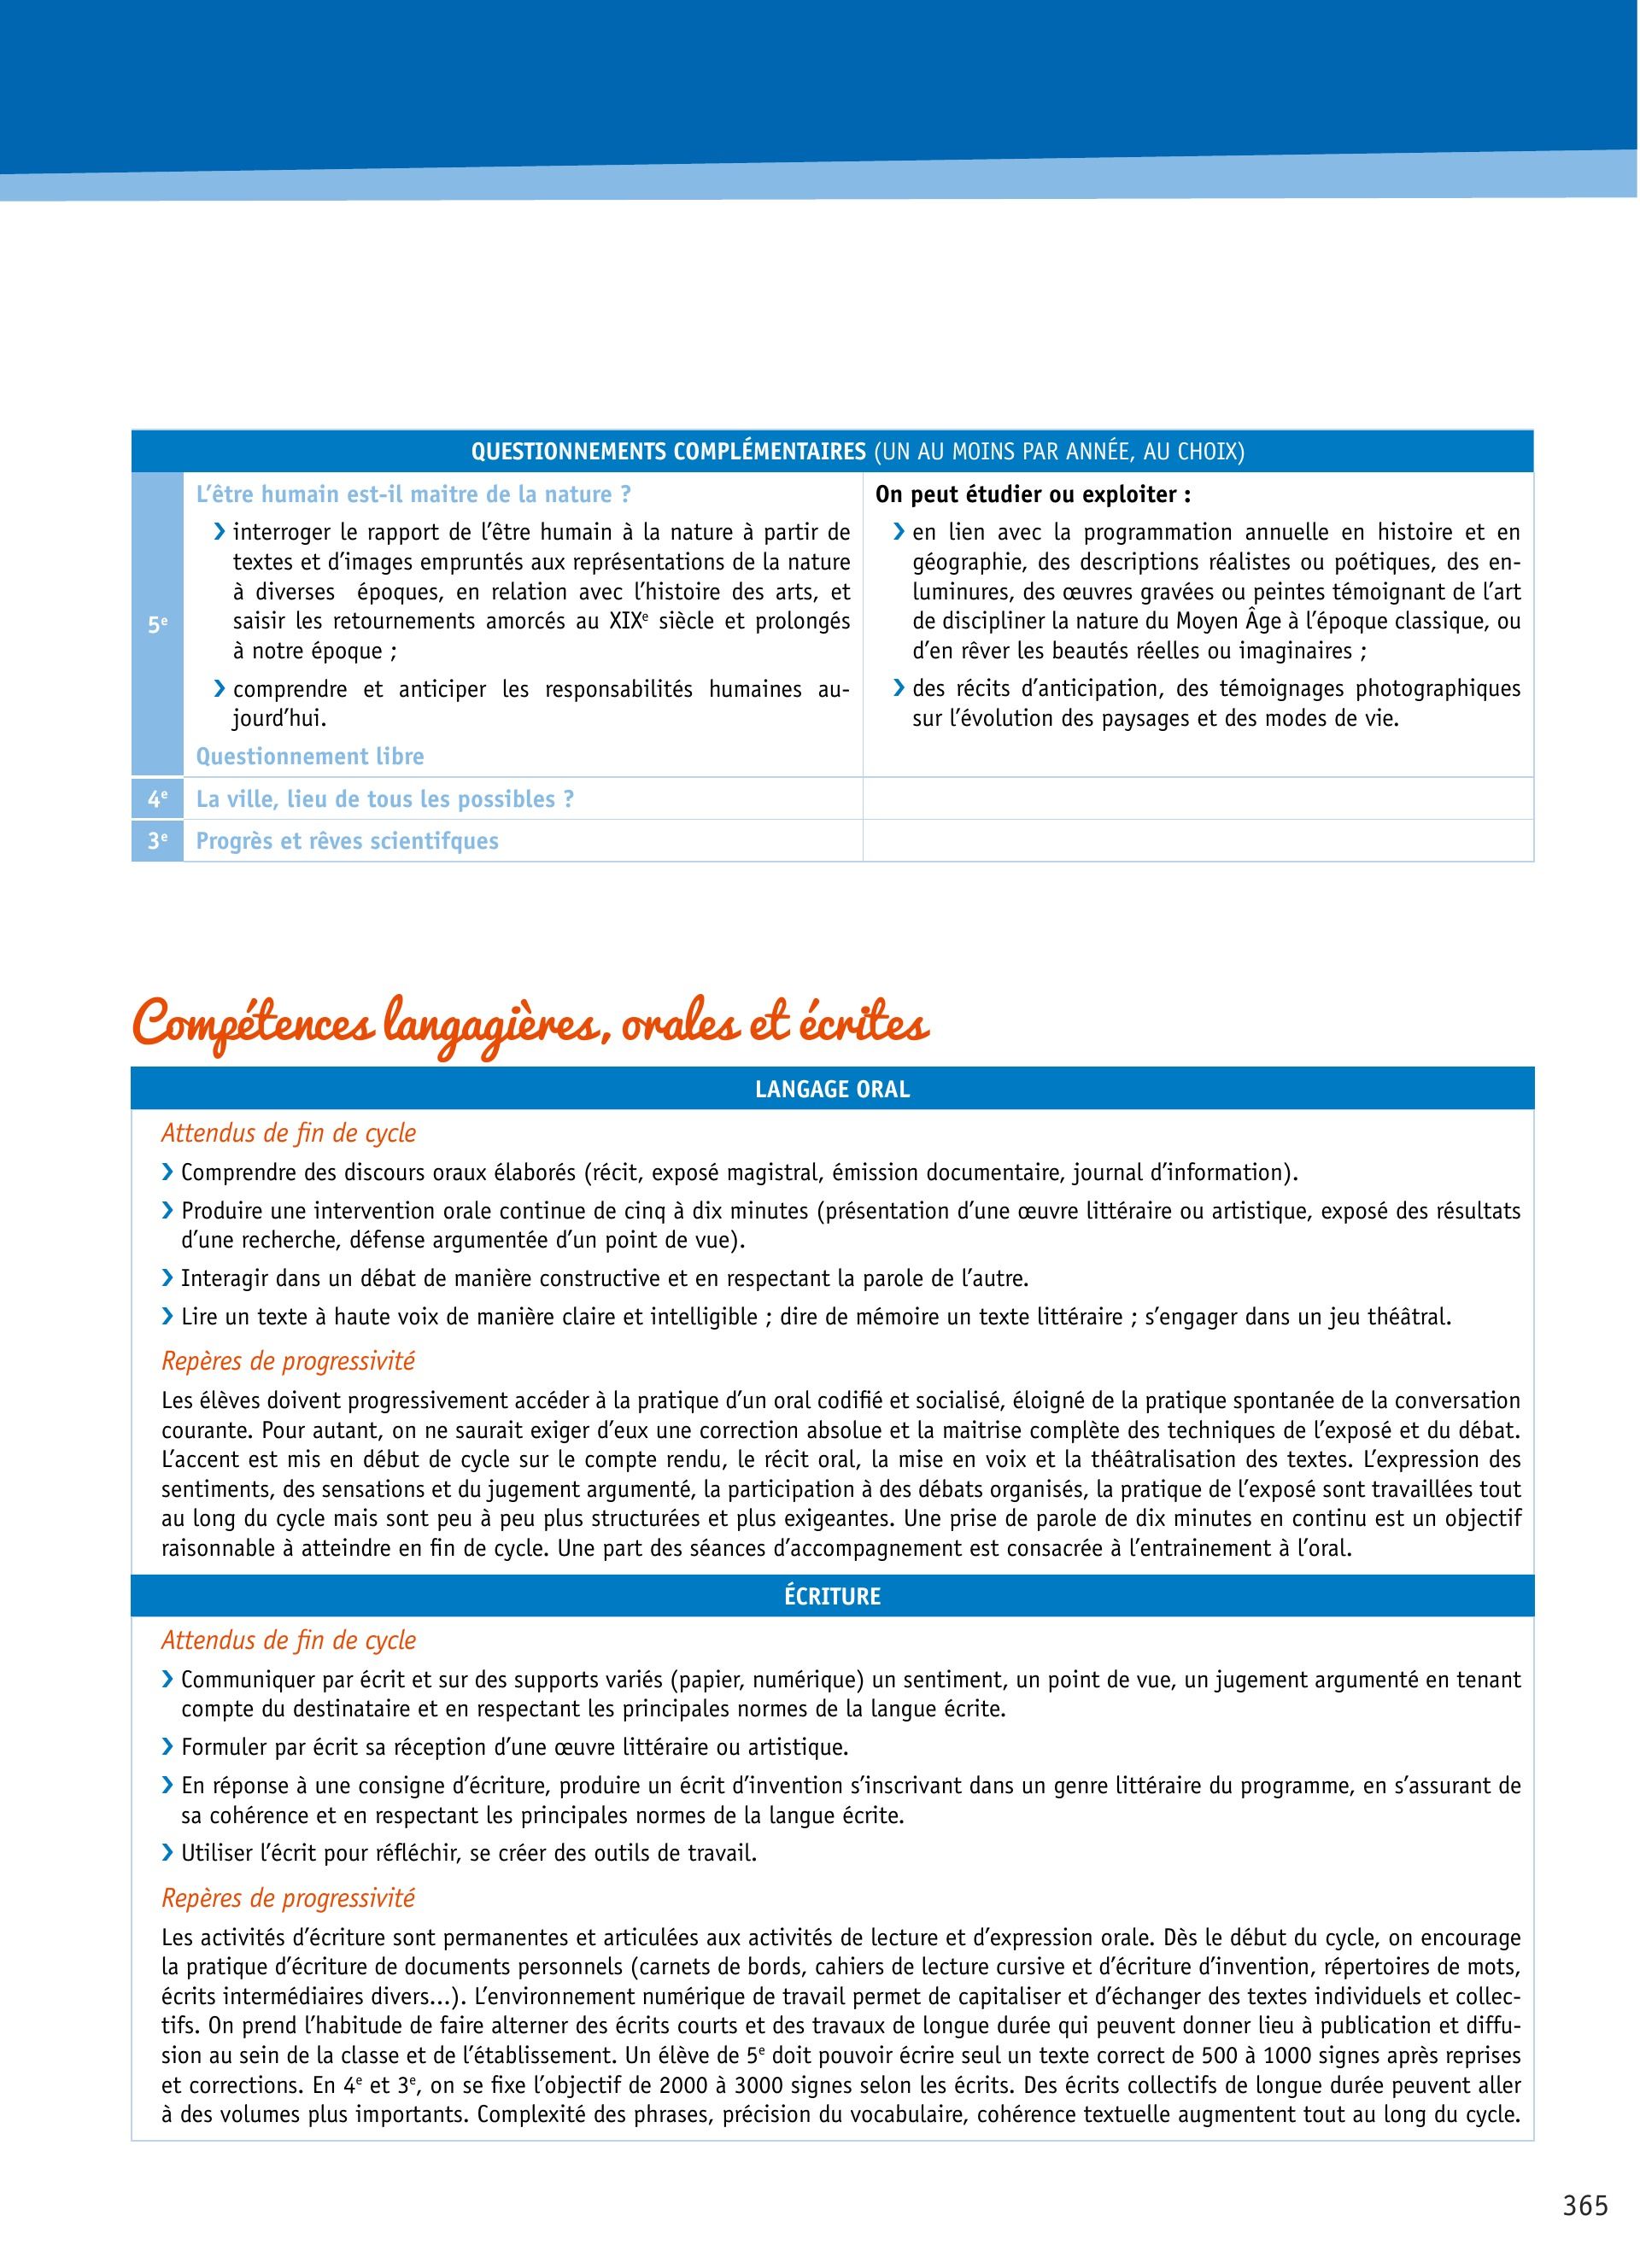 QUESTIONNEMENTS COMPLÉMENTAIRES (UN AU MOINS PAR ANNÉE, AU CHOIX)
5e
L’être humain est-il maitre de la nature ?
❯ interroger le rapport de l’être humain à la nature à partir de
textes et d’images empruntés aux représentations de la nature
à diverses époques, en relation avec l’histoire des arts, et
saisir les retournements amorcés au XIXe siècle et prolongés
à notre époque ;
❯ comprendre et anticiper les responsabilités humaines au-
jourd’hui.
Questionnement libre
On peut étudier ou exploiter :
❯ en lien avec la programmation annuelle en histoire et en
géographie, des descriptions réalistes ou poétiques, des en-
luminures, des œuvres gravées ou peintes témoignant de l’art
de discipliner la nature du Moyen Âge à l’époque classique, ou
d’en rêver les beautés réelles ou imaginaires ;
❯ des récits d’anticipation, des témoignages photographiques
sur l’évolution des paysages et des modes de vie.
4e La ville, lieu de tous les possibles ?
3e Progrès et rêves scientifques
Compétences langagières, orales et écrites
LANGAGE ORAL
Attendus de fin de cycle
❯ Comprendre des discours oraux élaborés (récit, exposé magistral, émission documentaire, journal d’information).
❯ Produire une intervention orale continue de cinq à dix minutes (présentation d’une œuvre littéraire ou artistique, exposé des résultats
d’une recherche, défense argumentée d’un point de vue).
❯ Interagir dans un débat de manière constructive et en respectant la parole de l’autre.
❯ Lire un texte à haute voix de manière claire et intelligible ; dire de mémoire un texte littéraire ; s’engager dans un jeu théâtral.
Repères de progressivité
Les élèves doivent progressivement accéder à la pratique d’un oral codifié et socialisé, éloigné de la pratique spontanée de la conversation
courante. Pour autant, on ne saurait exiger d’eux une correction absolue et la maitrise complète des techniques de l’exposé et du débat.
L’accent est mis en début de cycle sur le compte rendu, le récit oral, la mise en voix et la théâtralisation des textes. L’expression des
sentiments, des sensations et du jugement argumenté, la participation à des débats organisés, la pratique de l’exposé sont travaillées tout
au long du cycle mais sont peu à peu plus structurées et plus exigeantes. Une prise de parole de dix minutes en continu est un objectif
raisonnable à atteindre en fin de cycle. Une part des séances d’accompagnement est consacrée à l’entrainement à l’oral.
ÉCRITURE
Attendus de fin de cycle
❯ Communiquer par écrit et sur des supports variés (papier, numérique) un sentiment, un point de vue, un jugement argumenté en tenant
compte du destinataire et en respectant les principales normes de la langue écrite.
❯ Formuler par écrit sa réception d’une œuvre littéraire ou artistique.
❯ En réponse à une consigne d’écriture, produire un écrit d’invention s’inscrivant dans un genre littéraire du programme, en s’assurant de
sa cohérence et en respectant les principales normes de la langue écrite.
❯ Utiliser l’écrit pour réfléchir, se créer des outils de travail.
Repères de progressivité
Les activités d’écriture sont permanentes et articulées aux activités de lecture et d’expression orale. Dès le début du cycle, on encourage
la pratique d’écriture de documents personnels (carnets de bords, cahiers de lecture cursive et d’écriture d’invention, répertoires de mots,
écrits intermédiaires divers…). L’environnement numérique de travail permet de capitaliser et d’échanger des textes individuels et collec-
tifs. On prend l’habitude de faire alterner des écrits courts et des travaux de longue durée qui peuvent donner lieu à publication et diffu-
sion au sein de la classe et de l’établissement. Un élève de 5e doit pouvoir écrire seul un texte correct de 500 à 1000 signes après reprises
et corrections. En 4e et 3e, on se fixe l’objectif de 2000 à 3000 signes selon les écrits. Des écrits collectifs de longue durée peuvent aller
à des volumes plus importants. Complexité des phrases, précision du vocabulaire, cohérence textuelle augmentent tout au long du cycle.
365